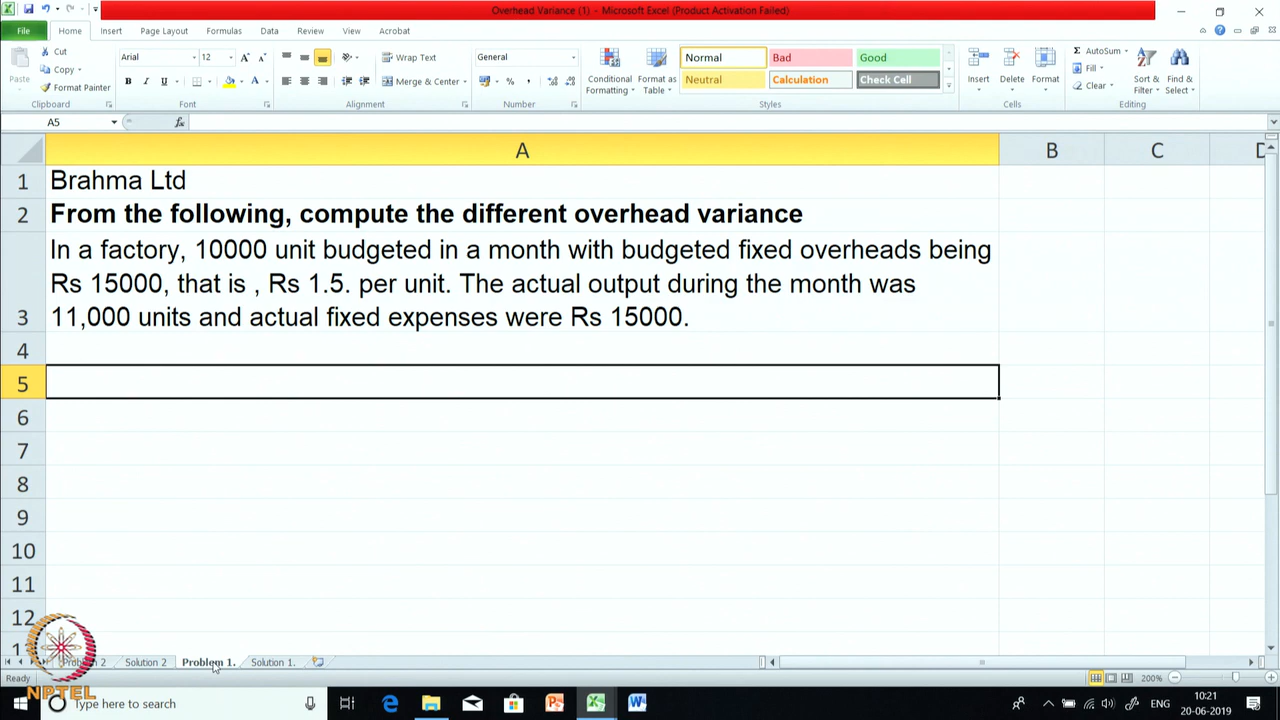 Overhead Variance (1) - Microsoft Excel (Product Activation Failed)
File Home Insert Page Layout Formulas Data Review View Acrobat
Cut
Copy
Format Painter
Paste
Clipboard
Arial 12
B I U
A
Font
Wrap Text
Merge & Center
Alignment
General
%
Number
Conditional Formatting
Format as Table
Normal Bad Good
Neutral Calculation Check Cell
Styles
Insert Delete Format
Cells
AutoSum
Fill
Clear
Sort & Filter
Find & Select
Editing
A5 fx
A B C D
1 Brahma Ltd
2 From the following, compute the different overhead variance
In a factory, 10000 unit budgeted in a month with budgeted fixed overheads being
Rs 15000, that is , Rs 1.5. per unit. The actual output during the month was
3 11,000 units and actual fixed expenses were Rs 15000.
4
5
6
7
8
9
10
11
12
Solution 2 Problem 1. Solution 1.
Ready 200%
NPTEL
Type here to search
ENG
10:21
20-06-2019